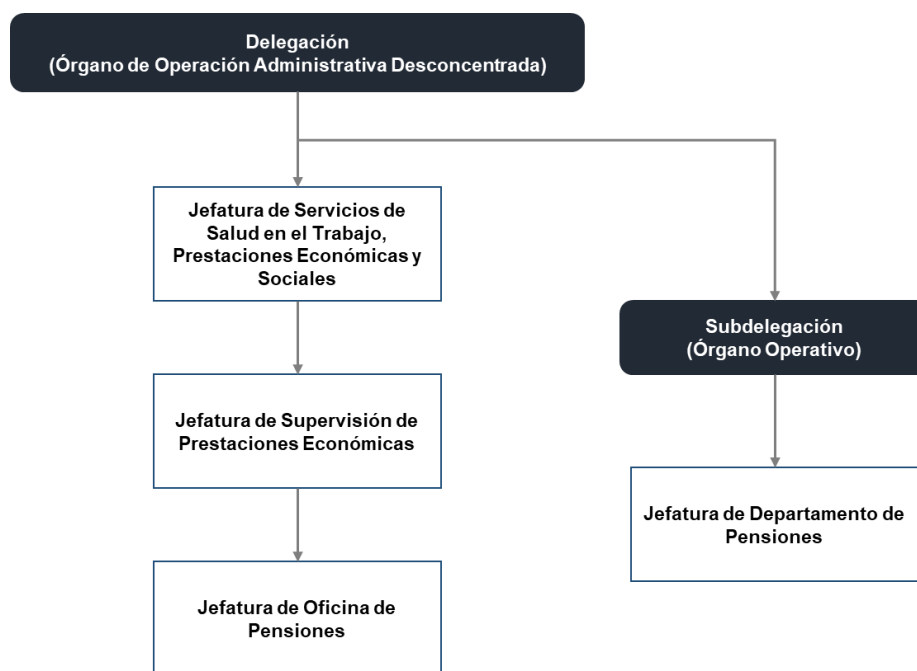 Delegación
(Órgano de Operación Administrativa Desconcentrada)
Jefatura de Servicios de
Salud en el Trabajo,
Prestaciones Económicas y
Sociales
Subdelegación
(Órgano Operativo)
Jefatura de Supervisión de
Prestaciones Económicas
Jefatura de Departamento de
Pensiones
Jefatura de Oficina de
Pensiones